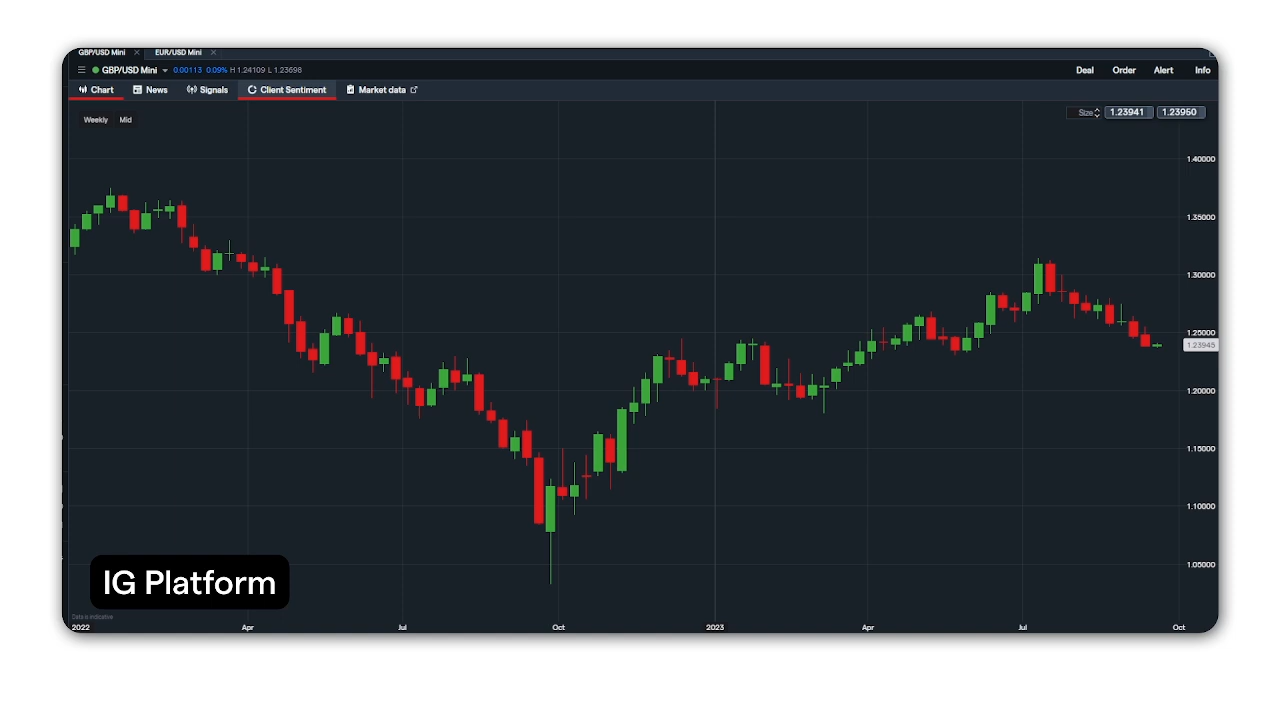 GBP/USD Mini EUR/USD Mini
GBP/USD Mini 0.00113 0.09% H 1.24109 L 1.23698 Deal Order Alert Info
Chart News Signals Client Sentiment Market data
Weekly Mid Size 1.23941 1.23950
1.40000
1.35000
1.30000
1.25000
1.23945
1.20000
1.15000
1.10000
1.05000
IG Platform
Data is indicative
2022 Apr Jul Oct 2023 Apr Jul Oct